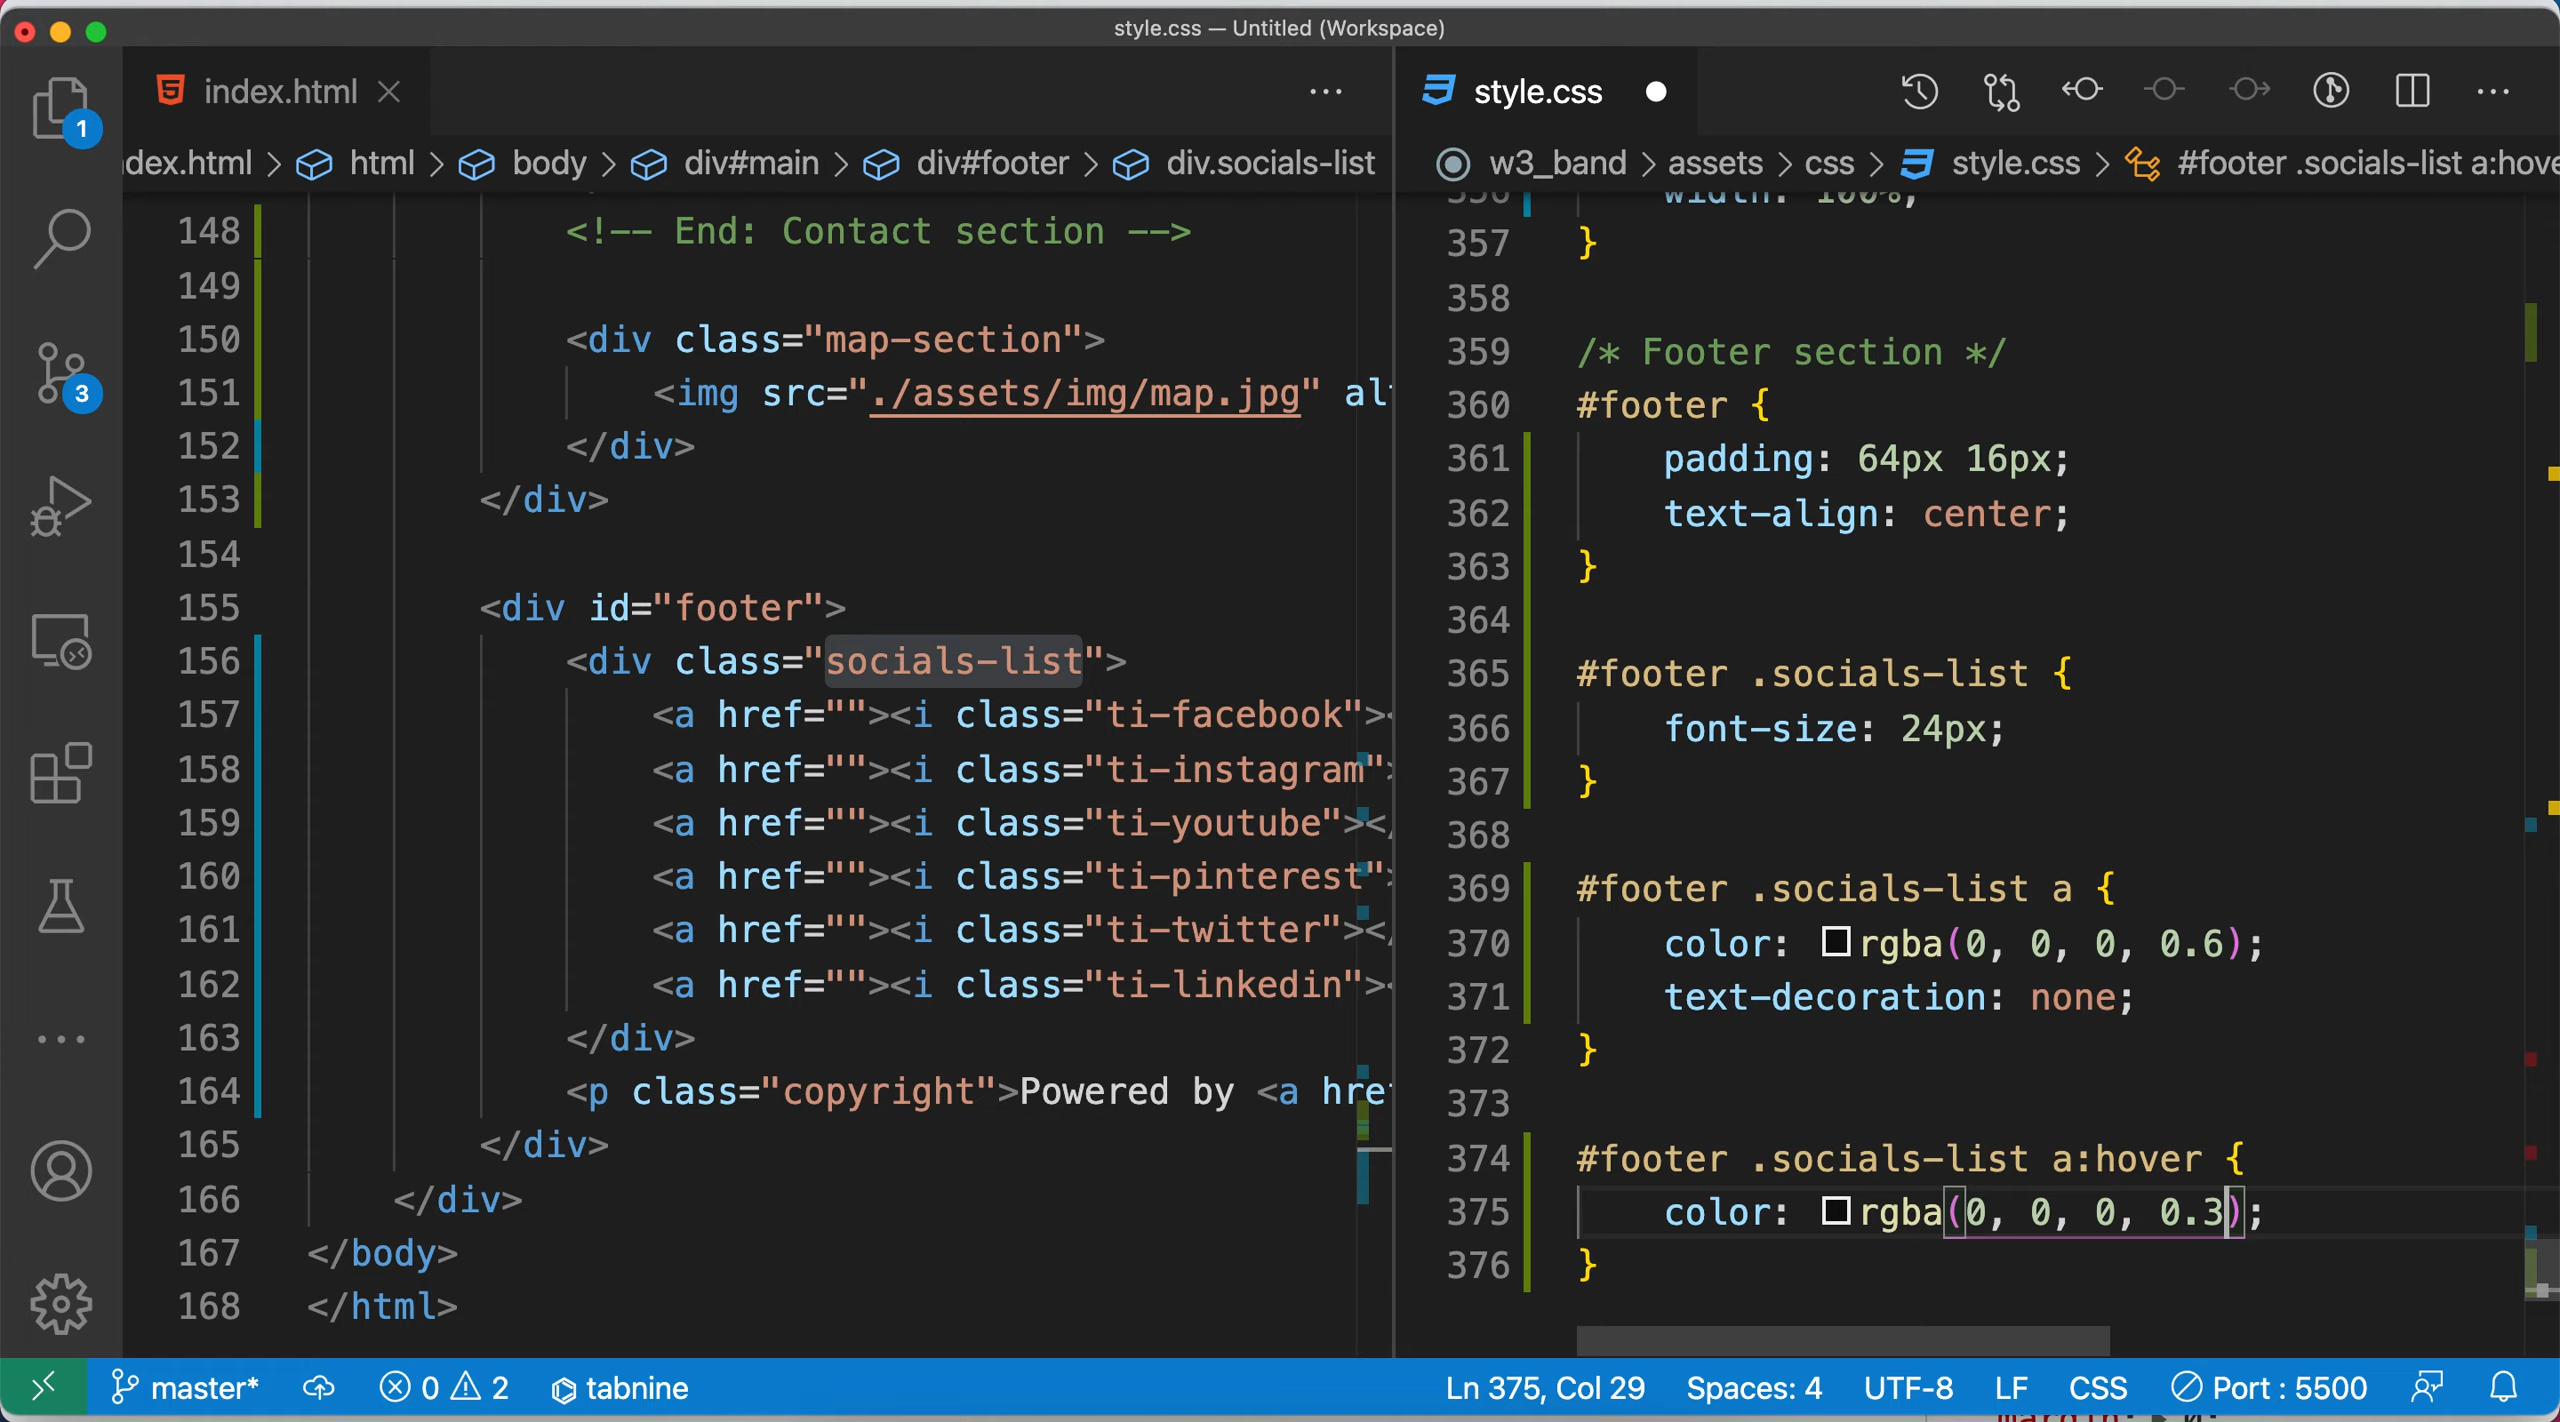 style.css — Untitled (Workspace)
index.html
style.css
dex.html > html > body > div#main > div#footer > div.socials-list
w3_band > assets > css > style.css > #footer .socials-list a:hove
1
3
148 <!-- End: Contact section -->
149
150 <div class="map-section">
151 <img src="./assets/img/map.jpg" al
152 </div>
153 </div>
154
155 <div id="footer">
156 <div class="socials-list">
157 <a href=""><i class="ti-facebook"><
158 <a href=""><i class="ti-instagram">
159 <a href=""><i class="ti-youtube"></
160 <a href=""><i class="ti-pinterest">
161 <a href=""><i class="ti-twitter"></
162 <a href=""><i class="ti-linkedin"><
163 </div>
164 <p class="copyright">Powered by <a hre
165 </div>
166 </div>
167 </body>
168 </html>
356 width: 100%;
357 }
358
359 /* Footer section */
360 #footer {
361 padding: 64px 16px;
362 text-align: center;
363 }
364
365 #footer .socials-list {
366 font-size: 24px;
367 }
368
369 #footer .socials-list a {
370 color: rgba(0, 0, 0, 0.6);
371 text-decoration: none;
372 }
373
374 #footer .socials-list a:hover {
375 color: rgba(0, 0, 0, 0.3);
376 }
master* 0 2 tabnine
Ln 375, Col 29 Spaces: 4 UTF-8 LF CSS Port : 5500